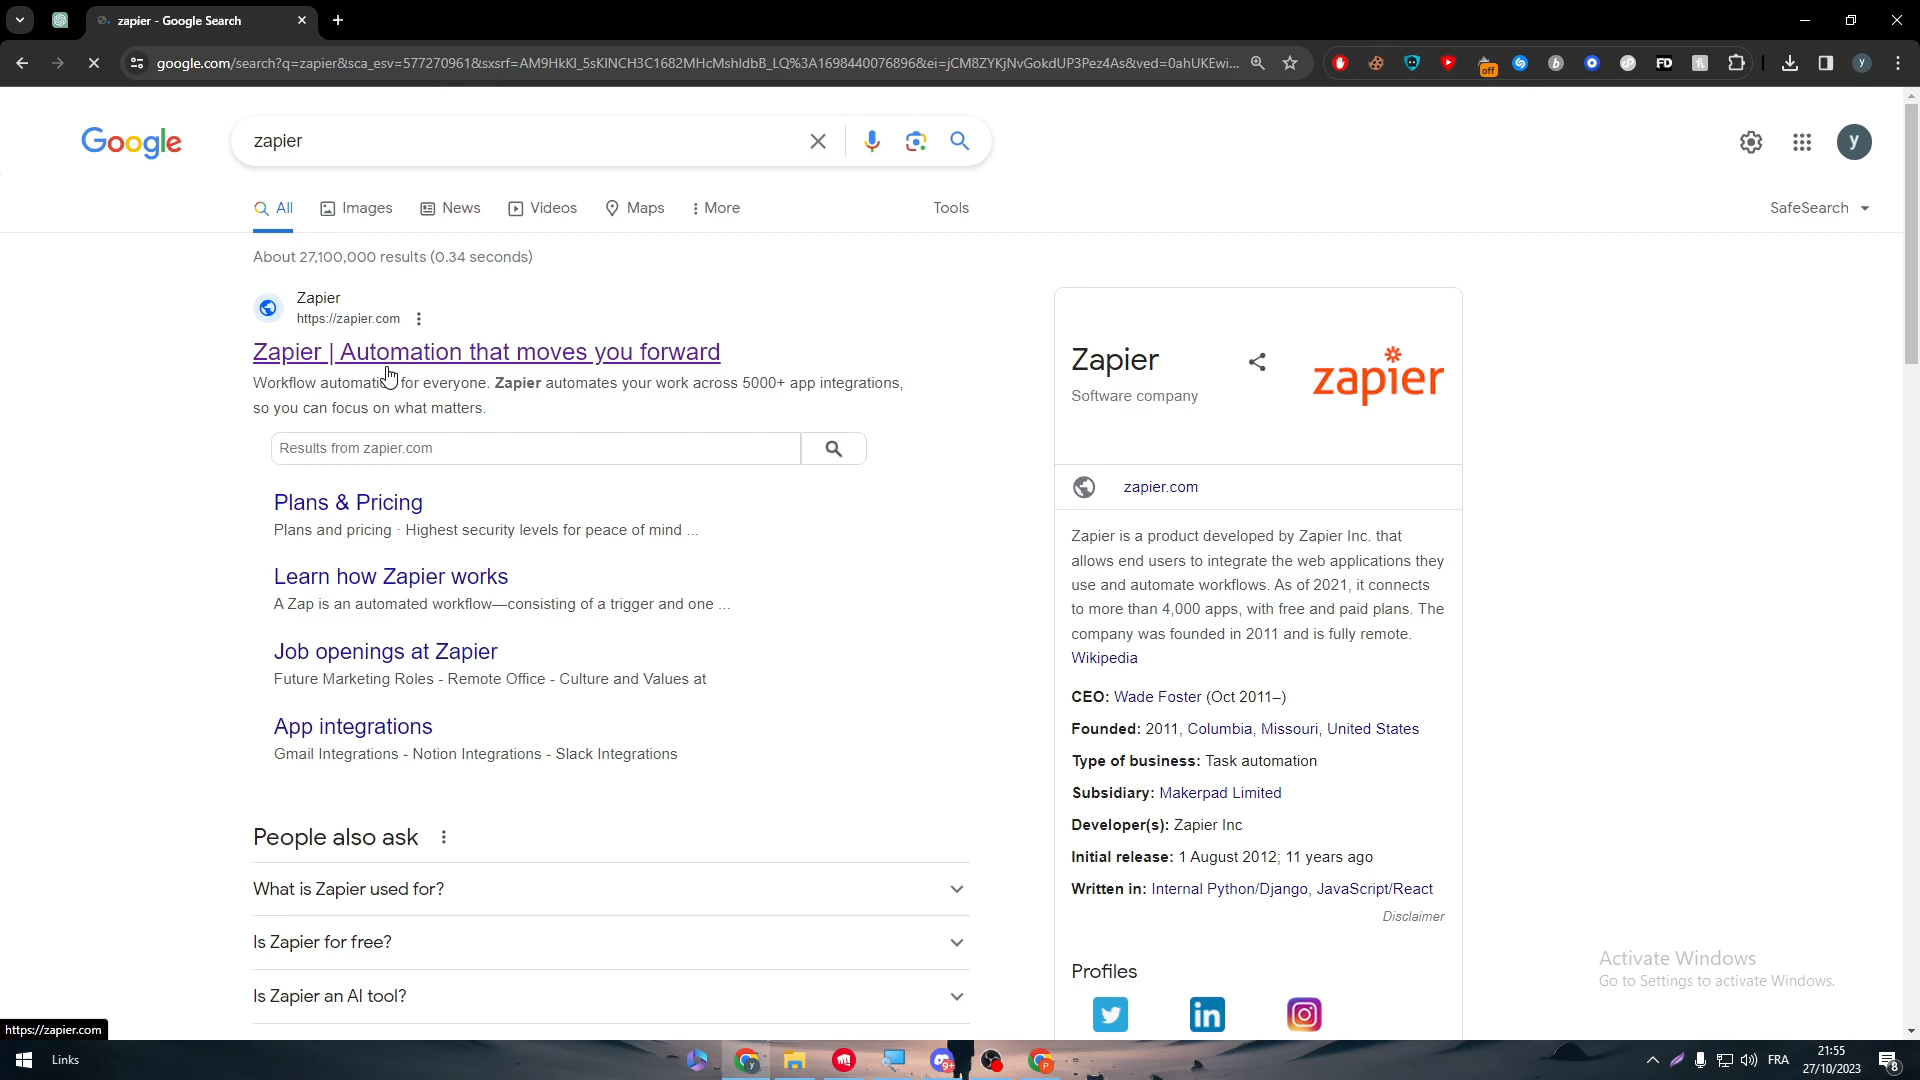 zapier - Google Search
google.com/search?q=zapier&sca_esv=577270961&sxsrf=AM9HkKI_5sKINCH3C1682MHcMshIdbB_LQ%3A1698440076896&ei=jCM8ZYKjNvGokdUP3Pez4As&ved=0ahUKEwi...
off
FD
y
Google
zapier
y
All
Images
News
Videos
Maps
More
Tools
SafeSearch
About 27,100,000 results (0.34 seconds)
Zapier
https://zapier.com
Zapier | Automation that moves you forward
Workflow automation for everyone. Zapier automates your work across 5000+ app integrations,
so you can focus on what matters.
Results from zapier.com
Plans & Pricing
Plans and pricing · Highest security levels for peace of mind ...
Learn how Zapier works
A Zap is an automated workflow—consisting of a trigger and one ...
Job openings at Zapier
Future Marketing Roles - Remote Office - Culture and Values at
App integrations
Gmail Integrations - Notion Integrations - Slack Integrations
People also ask
What is Zapier used for?
Is Zapier for free?
Is Zapier an AI tool?
Zapier
Software company
zapier
zapier.com
Zapier is a product developed by Zapier Inc. that
allows end users to integrate the web applications they
use and automate workflows. As of 2021, it connects
to more than 4,000 apps, with free and paid plans. The
company was founded in 2011 and is fully remote.
Wikipedia
CEO: Wade Foster (Oct 2011–)
Founded: 2011, Columbia, Missouri, United States
Type of business: Task automation
Subsidiary: Makerpad Limited
Developer(s): Zapier Inc
Initial release: 1 August 2012; 11 years ago
Written in: Internal Python/Django, JavaScript/React
Disclaimer
Profiles
Activate Windows
Go to Settings to activate Windows.
https://zapier.com
Links
9+
FRA
21:55
27/10/2023
8